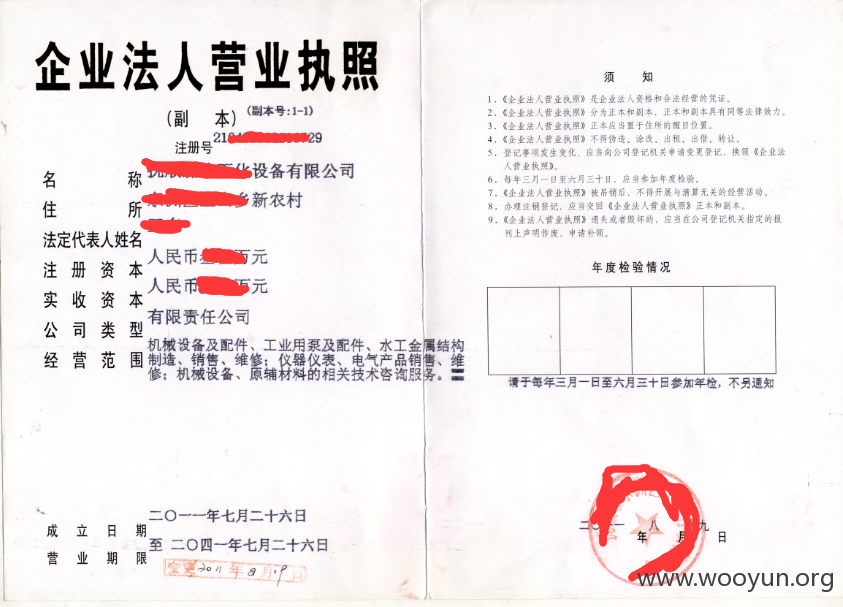 企业法人营业执照
(副 本)(副本号:1-1)
注册号 29
名 称 化设备有限公司
住 所 乡新农村
法定代表人姓名
注 册 资 本 人民币 万元
实 收 资 本 人民币 万元
公 司 类 型 有限责任公司
经 营 范 围 机械设备及配件、工业用泵及配件、水工金属结构
制造、销售、维修;仪器仪表、电气产品销售、维
修;机械设备、原辅材料的相关技术咨询服务。
成 立 日 期 二〇一一年七月二十六日
营 业 期 限 至 二〇四一年七月二十六日
变更 2011 年 8 月 19 日
须 知
1、《企业法人营业执照》是企业法人资格和合法经营的凭证。
2、《企业法人营业执照》分为正本和副本,正本和副本具有同等法律效力。
3、《企业法人营业执照》正本应当置于住所的醒目位置。
4、《企业法人营业执照》不得伪造、涂改、出租、出借、转让。
5、登记事项发生变化,应当向公司登记机关申请变更登记,换领《企业法
人营业执照》。
6、每年三月一日至六月三十日,应当参加年度检验。
7、《企业法人营业执照》被吊销后,不得开展与清算无关的经营活动。
8、办理注销登记,应当交回《企业法人营业执照》正本和副本。
9、《企业法人营业执照》遗失或者毁坏的,应当在公司登记机关指定的报
刊上声明作废,申请补领。
年度检验情况
请于每年三月一日至六月三十日参加年检,不另通知
年 八 月 九 日
www.wooyun.org